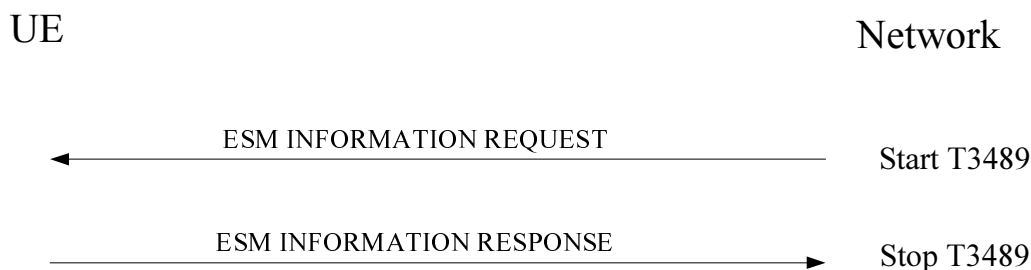 UE
Network
ESM INFORMATION REQUEST
Start T3489
ESM INFORMATION RESPONSE
Stop T3489